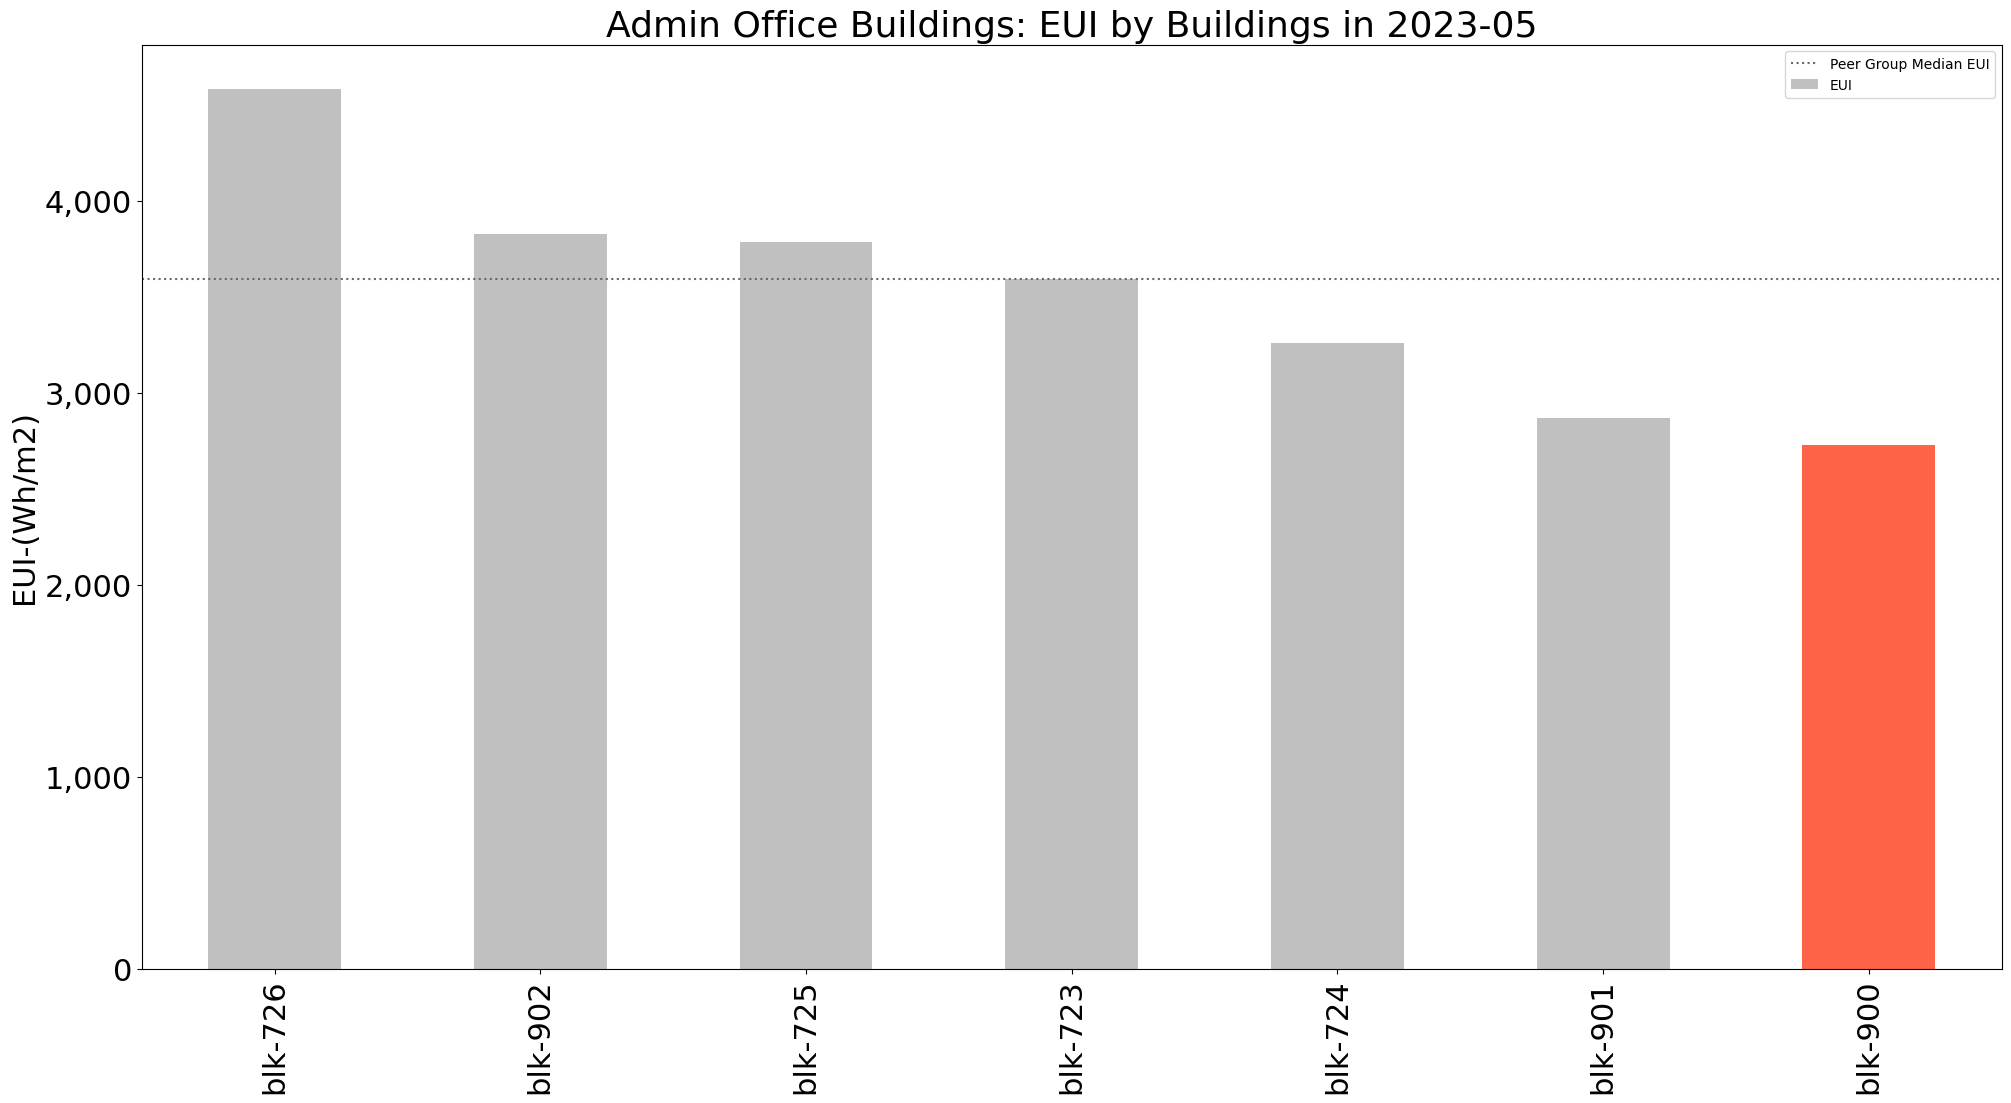 Admin Office Buildings: EUI by Buildings in 2023-05
Peer Group Median EUI
EUI
EUI-(Wh/m2)
4,000
3,000
2,000
1,000
0
blk-726
blk-902
blk-725
blk-723
blk-724
blk-901
blk-900